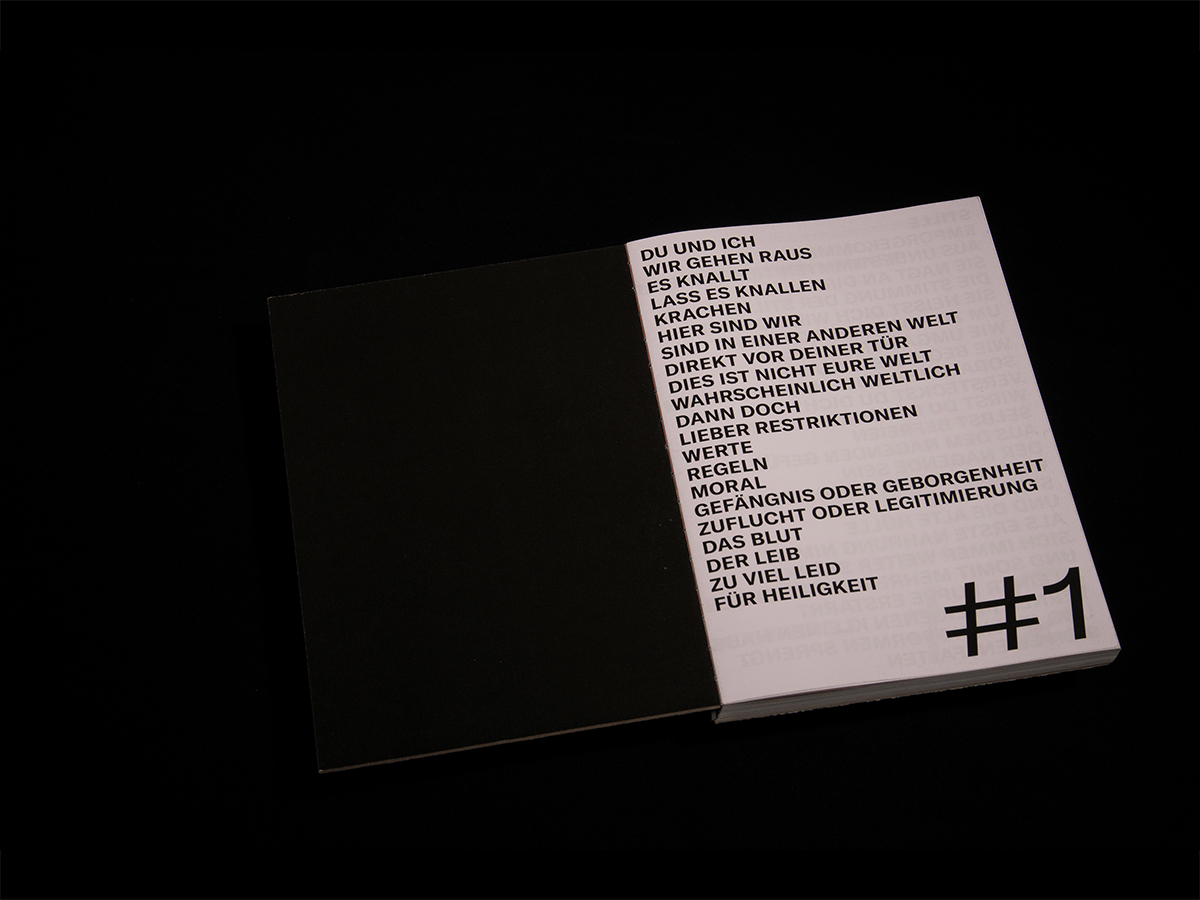 DU UND ICH
WIR GEHEN RAUS
ES KNALLT
LASS ES KNALLEN
KRACHEN
HIER SIND WIR
SIND IN EINER ANDEREN WELT
DIREKT VOR DEINER TÜR
DIES IST NICHT EURE WELT
WAHRSCHEINLICH WELTLICH
DANN DOCH
LIEBER RESTRIKTIONEN
WERTE
REGELN
MORAL
GEFÄNGNIS ODER GEBORGENHEIT
ZUFLUCHT ODER LEGITIMIERUNG
DAS BLUT
DER LEIB
ZU VIEL LEID
FÜR HEILIGKEIT
#1